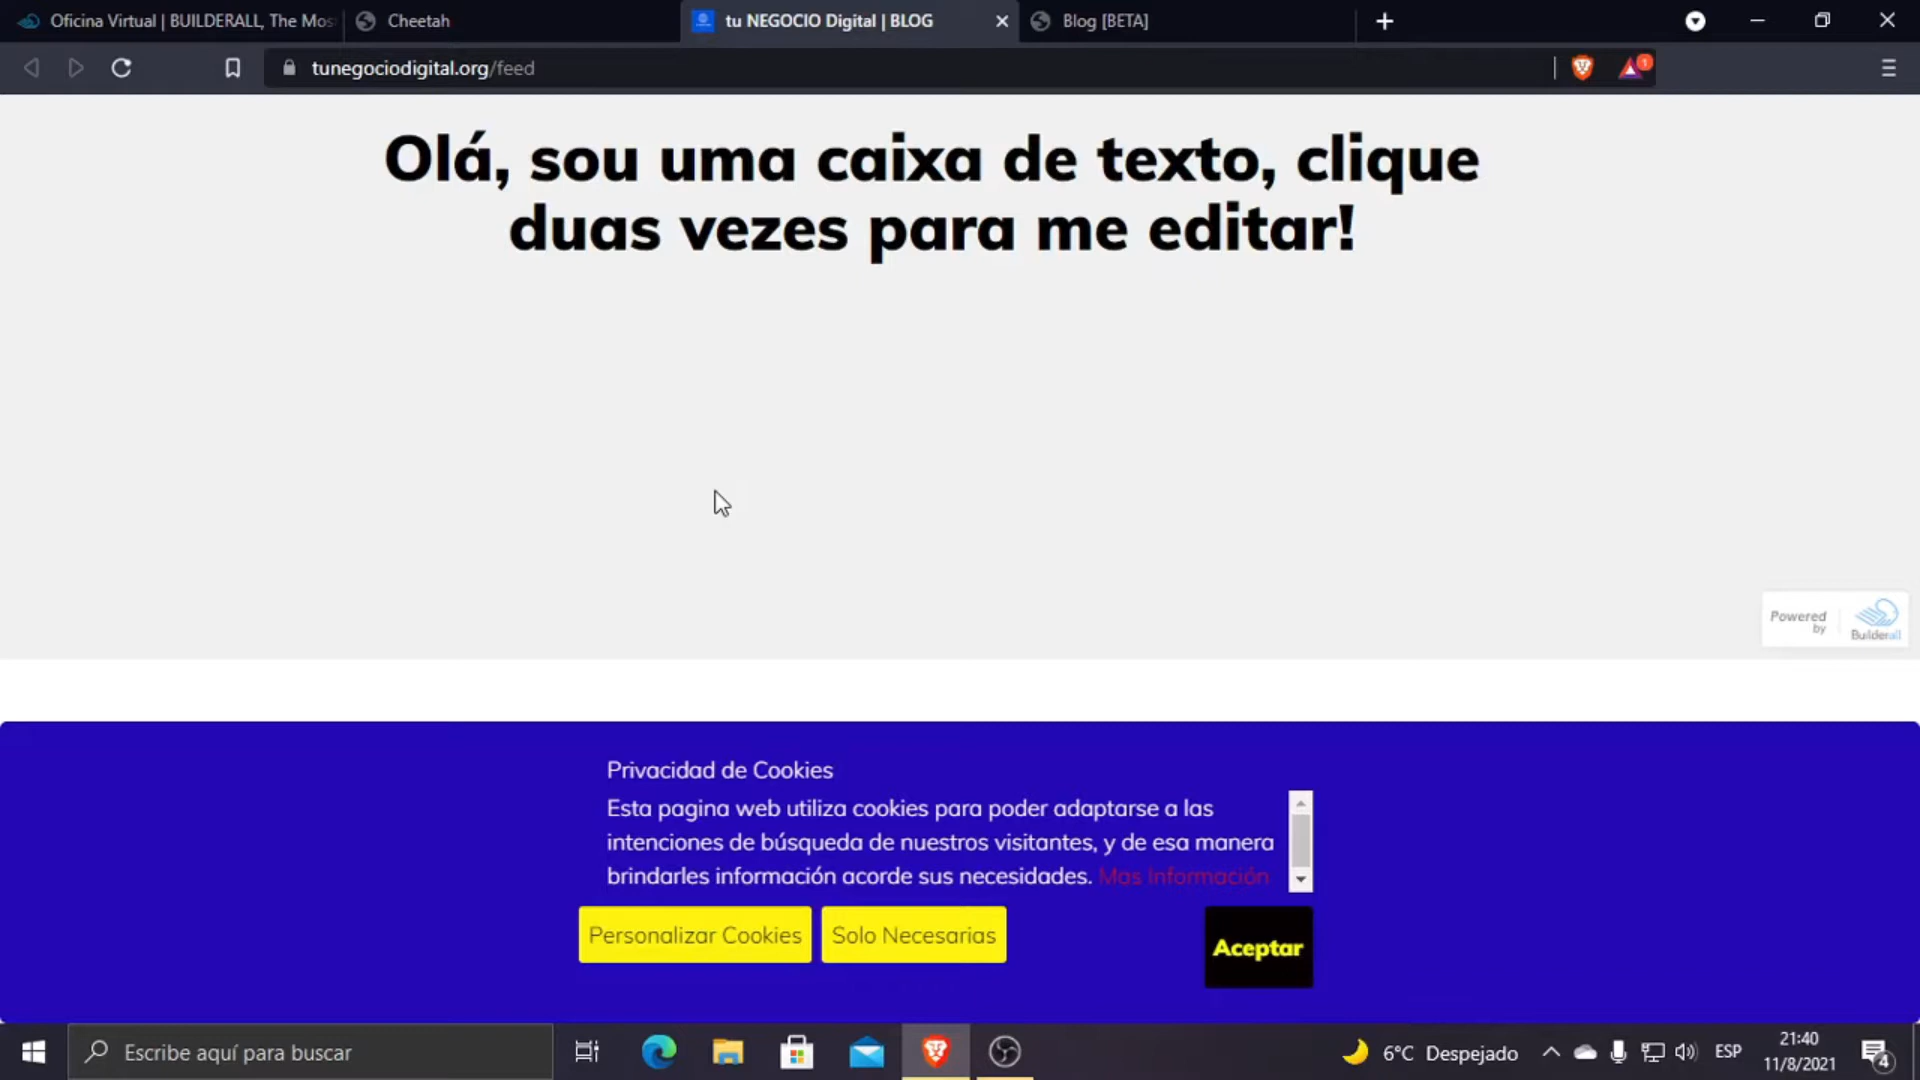 Oficina Virtual | BUILDERALL, The Mos
Cheetah
tu NEGOCIO Digital | BLOG
Blog [BETA]
tunegociodigital.org/feed
1
Olá, sou uma caixa de texto, clique
duas vezes para me editar!
Powered
by
Builderall
Privacidad de Cookies
Esta pagina web utiliza cookies para poder adaptarse a las
intenciones de búsqueda de nuestros visitantes, y de esa manera
brindarles información acorde sus necesidades. Mas Información
Personalizar Cookies
Solo Necesarias
Aceptar
Escribe aquí para buscar
6°C Despejado
ESP
21:40
11/8/2021
4